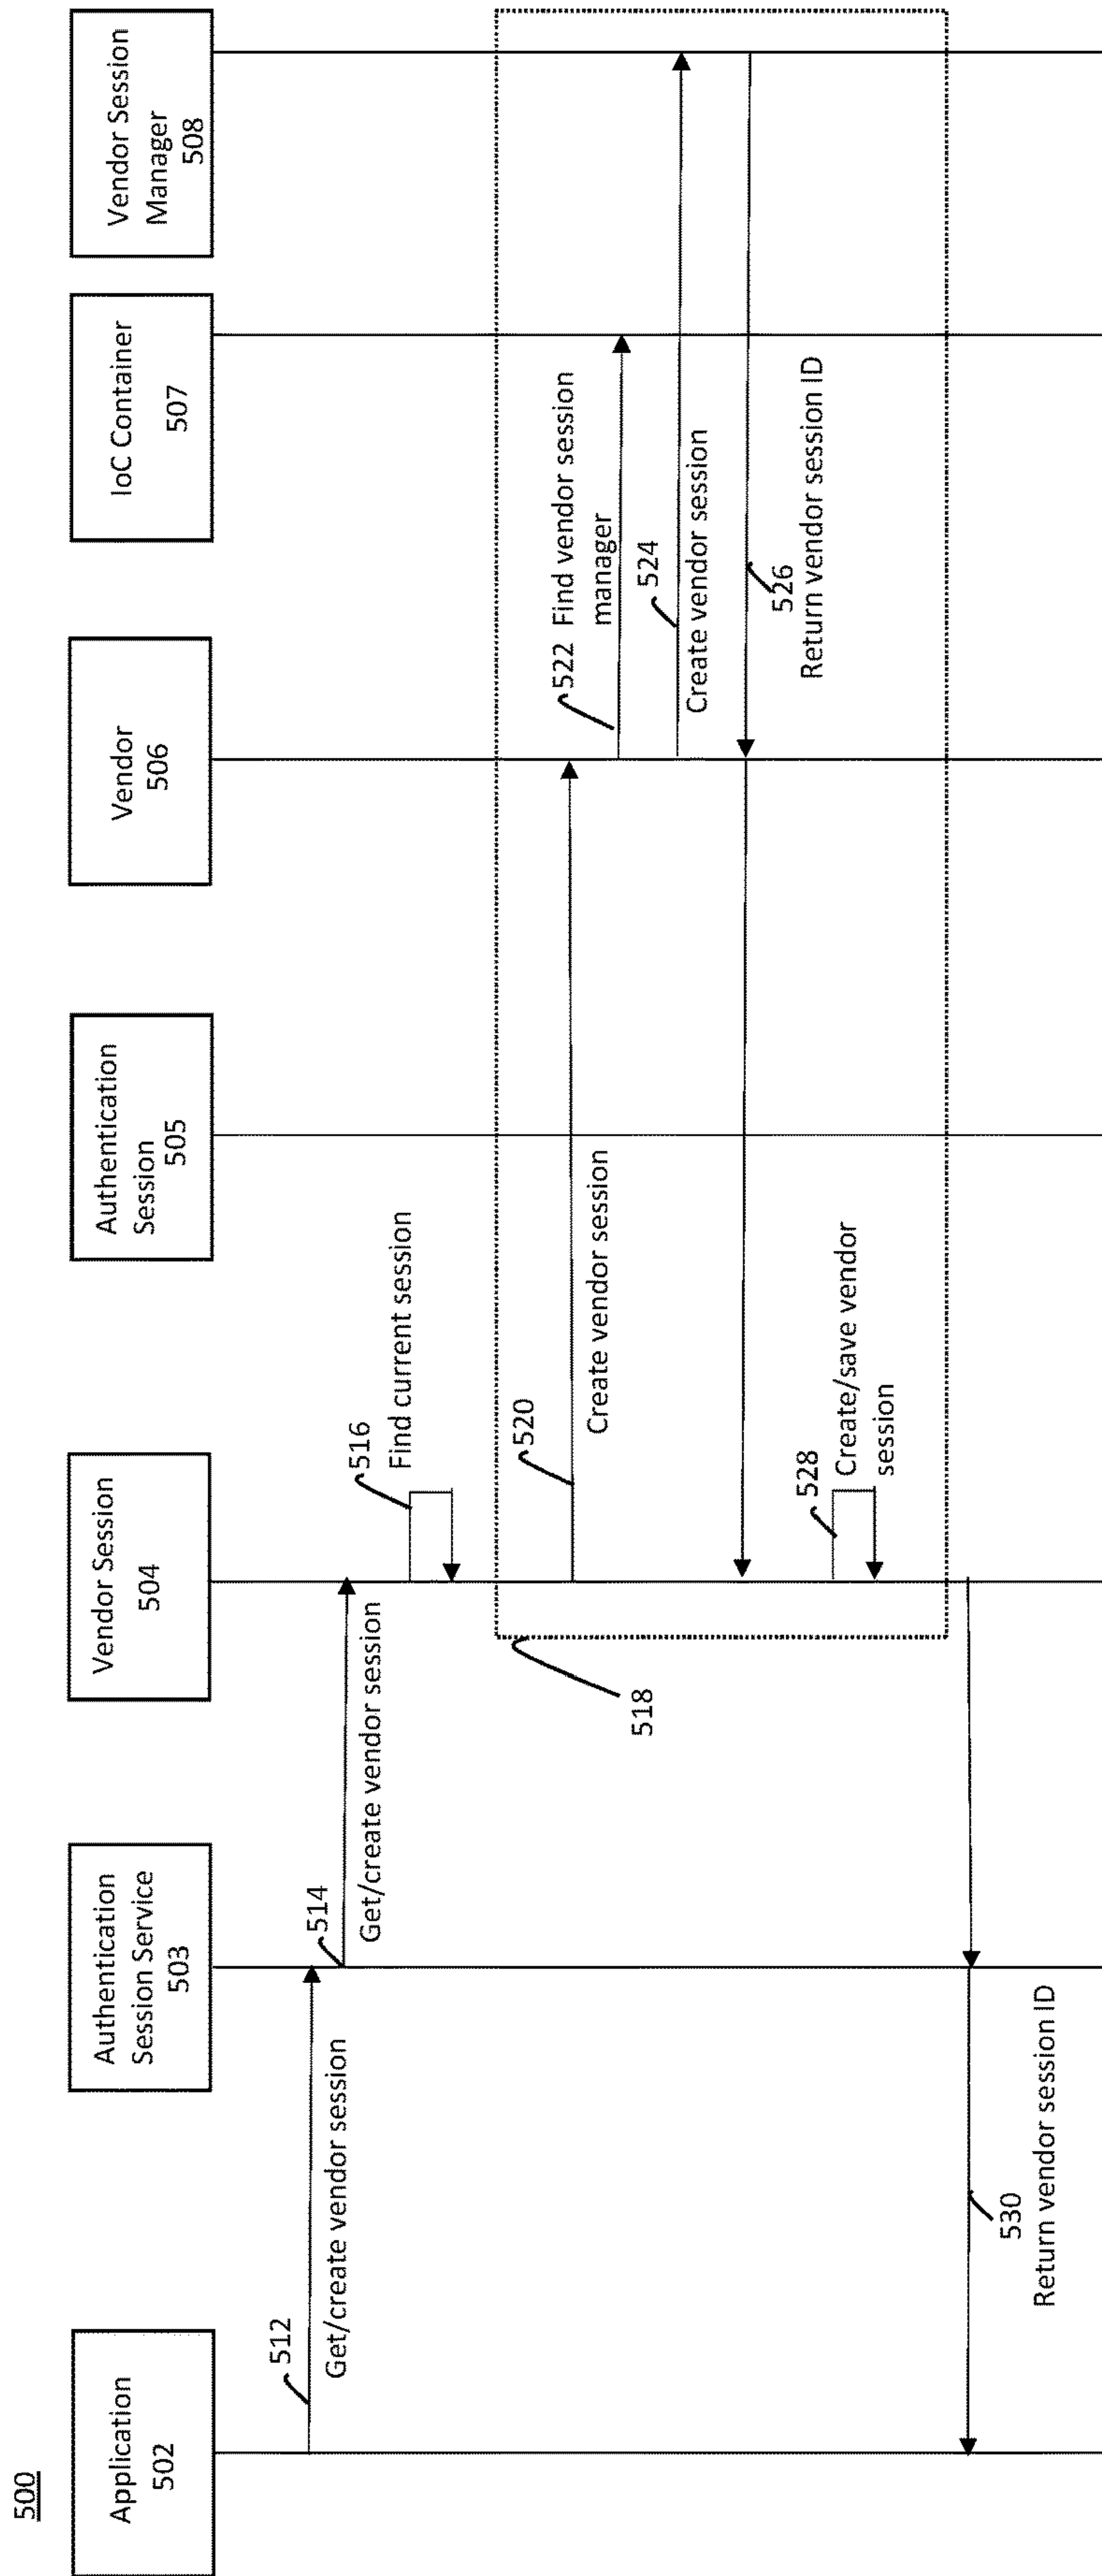 500
Application
502
Authentication
Session Service
503
Vendor Session
504
Authentication
Session
505
Vendor
506
IoC Container
507
Vendor Session
Manager
508
512
Get/create vendor session
514
Get/create vendor session
516
Find current session
518
520
Create vendor session
522 Find vendor session
manager
524
Create vendor session
526
Return vendor session ID
528
Create/save vendor
session
530
Return vendor session ID